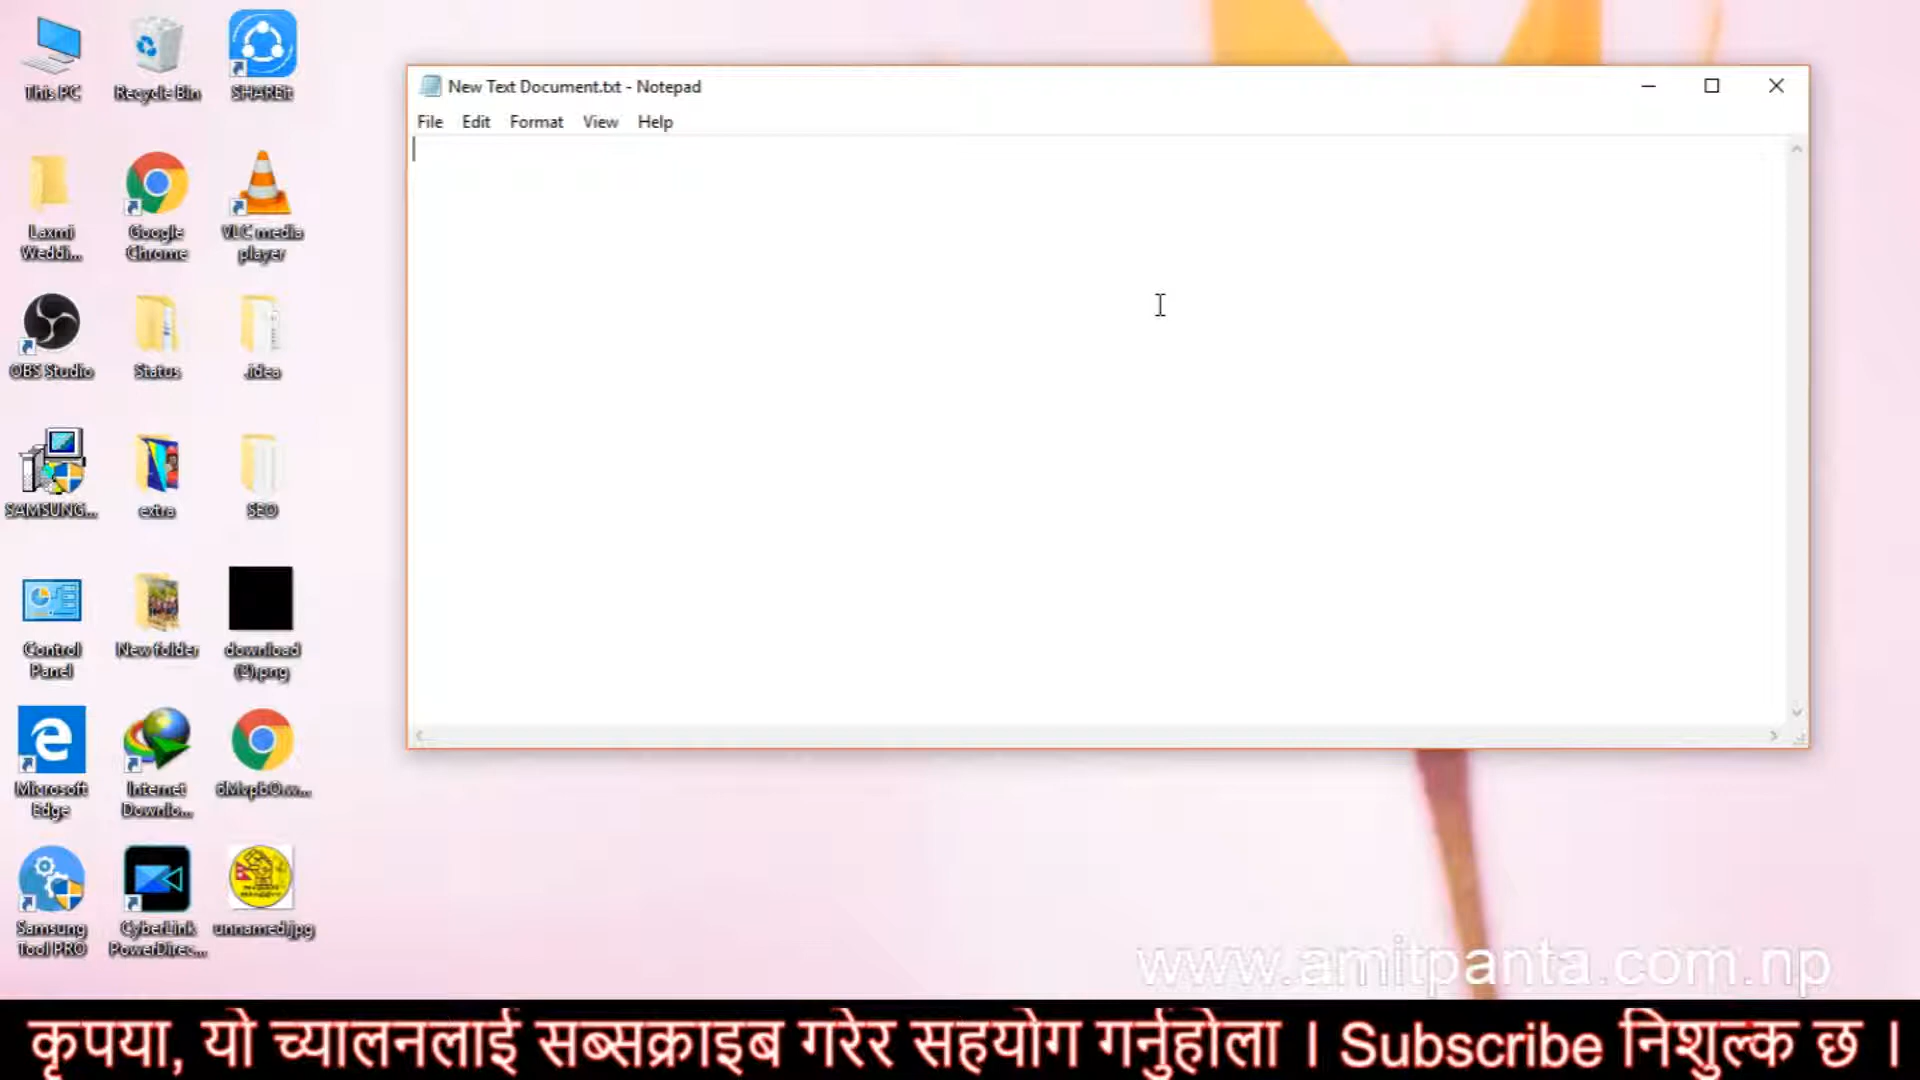 This PC
Recycle Bin
SHAREit
New Text Document.txt - Notepad
File Edit Format View Help
Laxmi
Weddi...
Google
Chrome
VLC media
player
OBS Studio
Status
.idea
SAMSUNG...
extra
SEO
Control
Panel
New folder
download
(2).png
Microsoft
Edge
Internet
Downlo...
Samsung
Tool PRO
CyberLink
PowerDirec...
unnamed.jpg
www.amitpanta.com.np
कृपया, यो च्यालनलाई सब्सक्राइब गरेर सहयोग गर्नुहोला । Subscribe निशुल्क छ ।